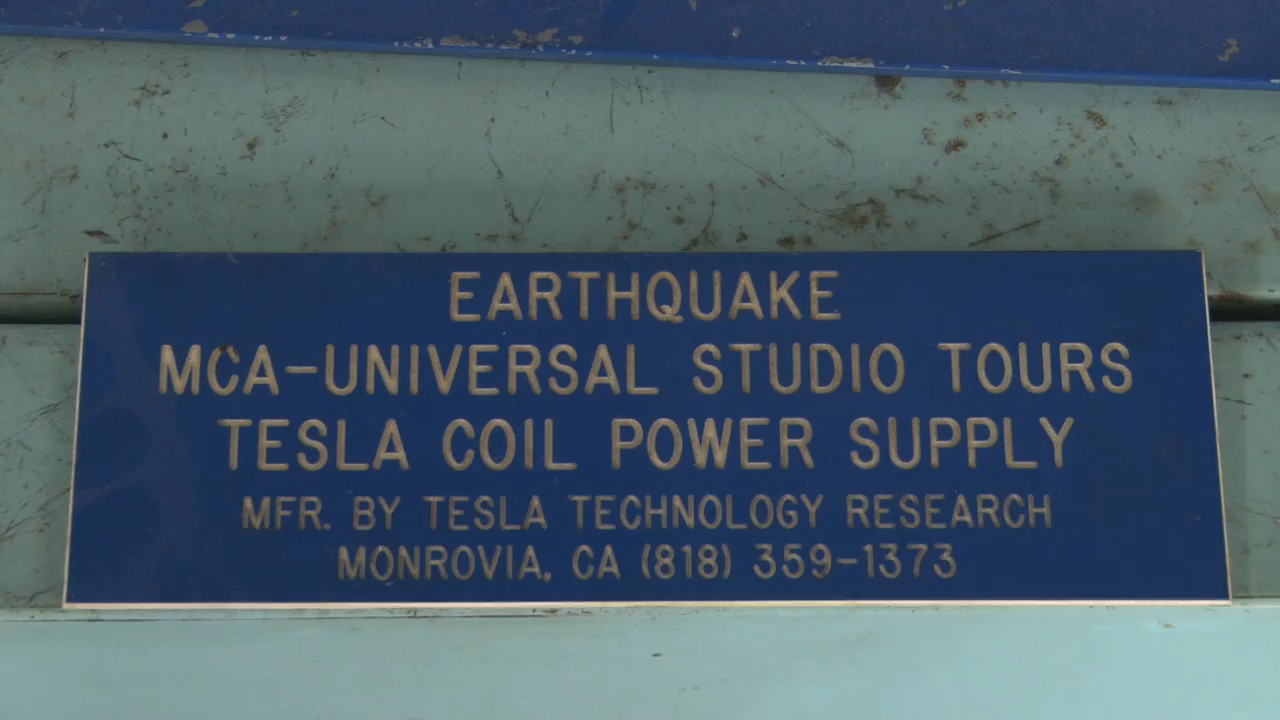 EARTHQUAKE
MCA-UNIVERSAL STUDIO TOURS
TESLA COIL POWER SUPPLY
MFR. BY TESLA TECHNOLOGY RESEARCH
MONROVIA, CA (818) 359-1373